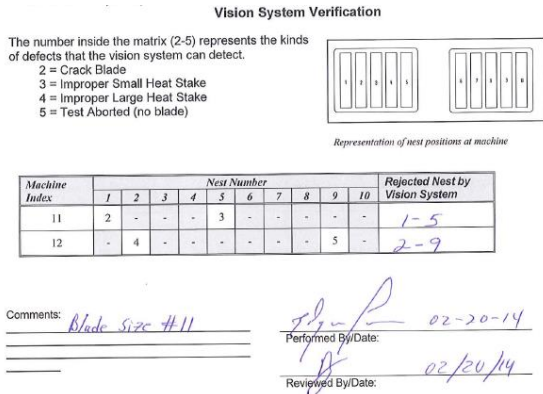 Vision System Verification
The number inside the matrix (2-5) represents the kinds
of defects that the vision system can detect.
2 = Crack Blade
3 = Improper Small Heat Stake
4 = Improper Large Heat Stake
5 = Test Aborted (no blade)
1 2 3 4 5 6 7 8 9 10
Representation of nest positions at machine
Machine Index Nest Number Rejected Nest by Vision System
1 2 3 4 5 6 7 8 9 10
11 2 - - - 3 - - - - - 1-5
12 - 4 - - - - - - 5 - 2-9
Comments: Blade Size #11
02-20-14
Performed By/Date:
02/20/14
Reviewed By/Date: